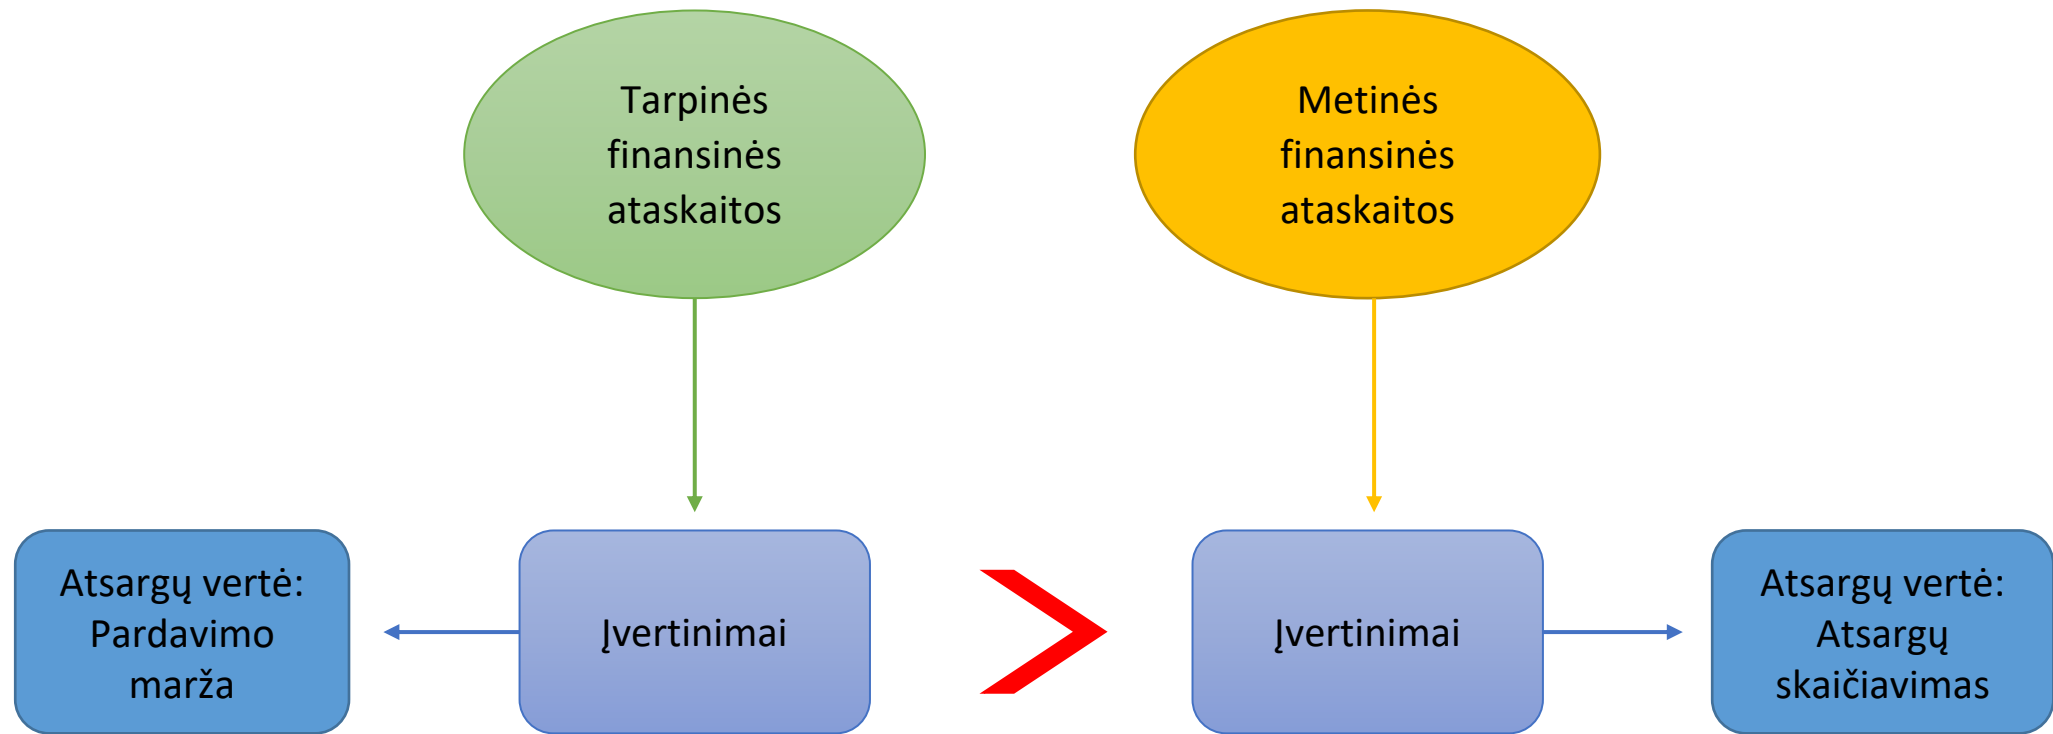 Tarpinės
finansinės
ataskaitos
Metinės
finansinės
ataskaitos
Atsargų vertė:
Pardavimo
marža
Įvertinimai
Įvertinimai
Atsargų vertė:
Atsargų
skaičiavimas